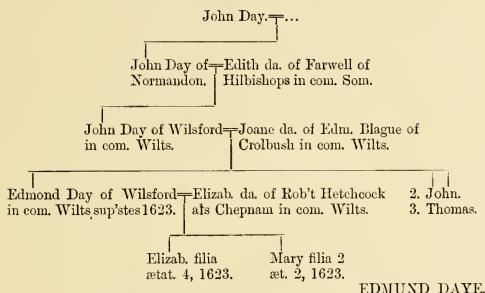 John Day. ...
John Day of Edith da. of Farwell of
Normandon. Hilbishops in com. Som.
John Day of Wilsford Joane da. of Edm. Blague of
in com. Wilts. Crolbush in com. Wilts.
Edmond Day of Wilsford Elizab. da. of Rob't Hetchcock 2. John.
in com. Wilts sup'stes 1623. als Chepnam in com. Wilts. 3. Thomas.
Elizab. filia Mary filia 2
ætat. 4, 1623. æt. 2, 1623.
EDMUND DAYE.